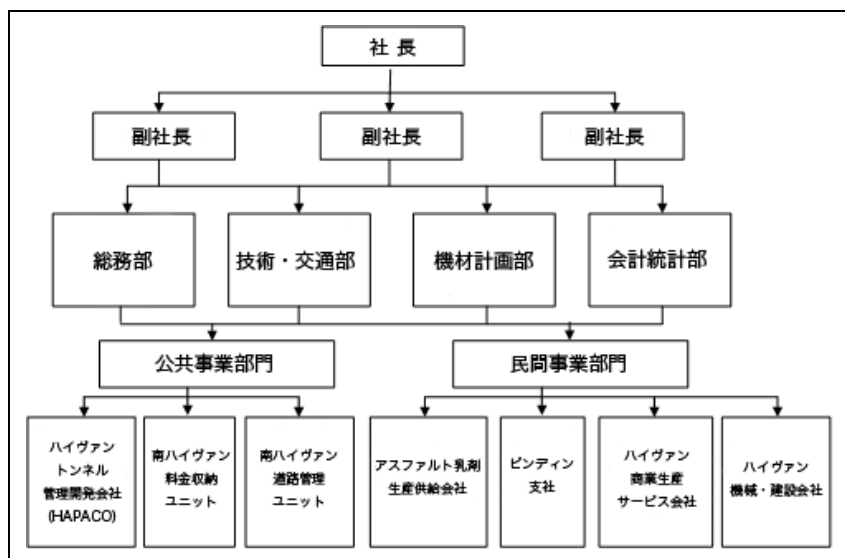 社 長
副社長
副社長
副社長
総務部
技術・交通部
機材計画部
会計統計部
公共事業部門
民間事業部門
ハイヴァン
トンネル
管理開発会社
(HAPACO)
南ハイヴァン
料金収納
ユニット
南ハイヴァン
道路管理
ユニット
アスファルト乳剤
生産供給会社
ビンディン
支社
ハイヴァン
商業生産
サービス会社
ハイヴァン
機械・建設会社